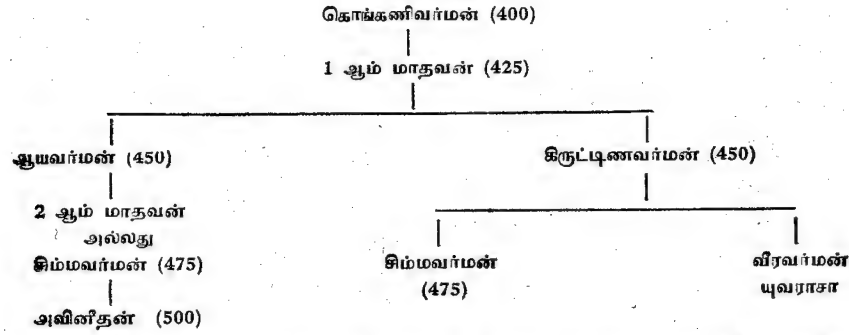 கொங்கணிவர்மன் (400)
1 ஆம் மாதவன் (425)
ஆயவர்மன் (450)
கிருட்டிணவர்மன் (450)
2 ஆம் மாதவன்
அல்லது
சிம்மவர்மன் (475)
அவினீதன் (500)
சிம்மவர்மன்
(475)
வீரவர்மன்
யுவராசா